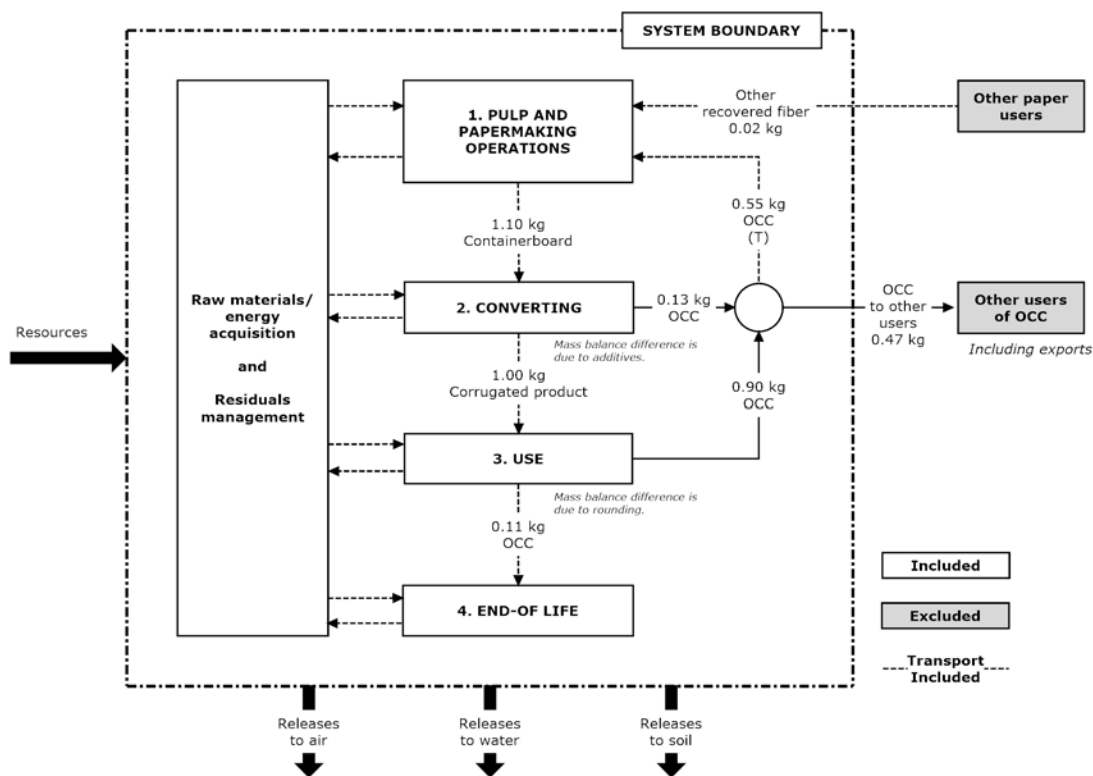 SYSTEM BOUNDARY
1. PULP AND
PAPERMAKING
OPERATIONS
Other
recovered fiber
0.02 kg
Other paper
users
0.55 kg
OCC
(T)
1.10 kg
Containerboard
Raw materials/
energy
acquisition
and
Residuals
management
Resources
2. CONVERTING
0.13 kg
OCC
OCC
to other
users
0.47 kg
Other users
of OCC
Including exports
Mass balance difference is
due to additives.
1.00 kg
Corrugated product
0.90 kg
OCC
3. USE
Mass balance difference is
due to rounding.
0.11 kg
OCC
4. END-OF LIFE
Included
Excluded
Transport
Included
Releases
to air
Releases
to water
Releases
to soil